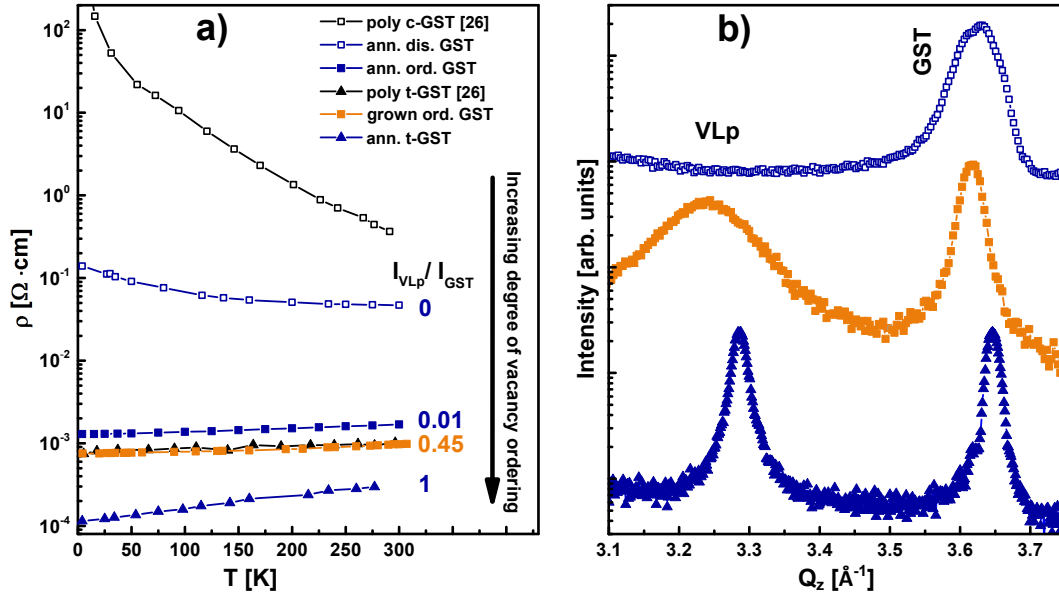 a)
poly c-GST [26]
ann. dis. GST
ann. ord. GST
poly t-GST [26]
grown ord. GST
ann. t-GST
10²
10¹
10⁰
10⁻¹
10⁻²
10⁻³
10⁻⁴
ρ [Ω·cm]
I_VLp / I_GST
0
0.01
0.45
1
Increasing degree of vacancy ordering
0 50 100 150 200 250 300
T [K]
b)
VLp
GST
Intensity [arb. units]
3.1 3.2 3.3 3.4 3.5 3.6 3.7
Q_z [Å⁻¹]